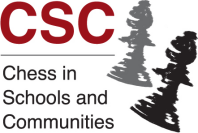 CSC
Chess in
Schools and
Communities